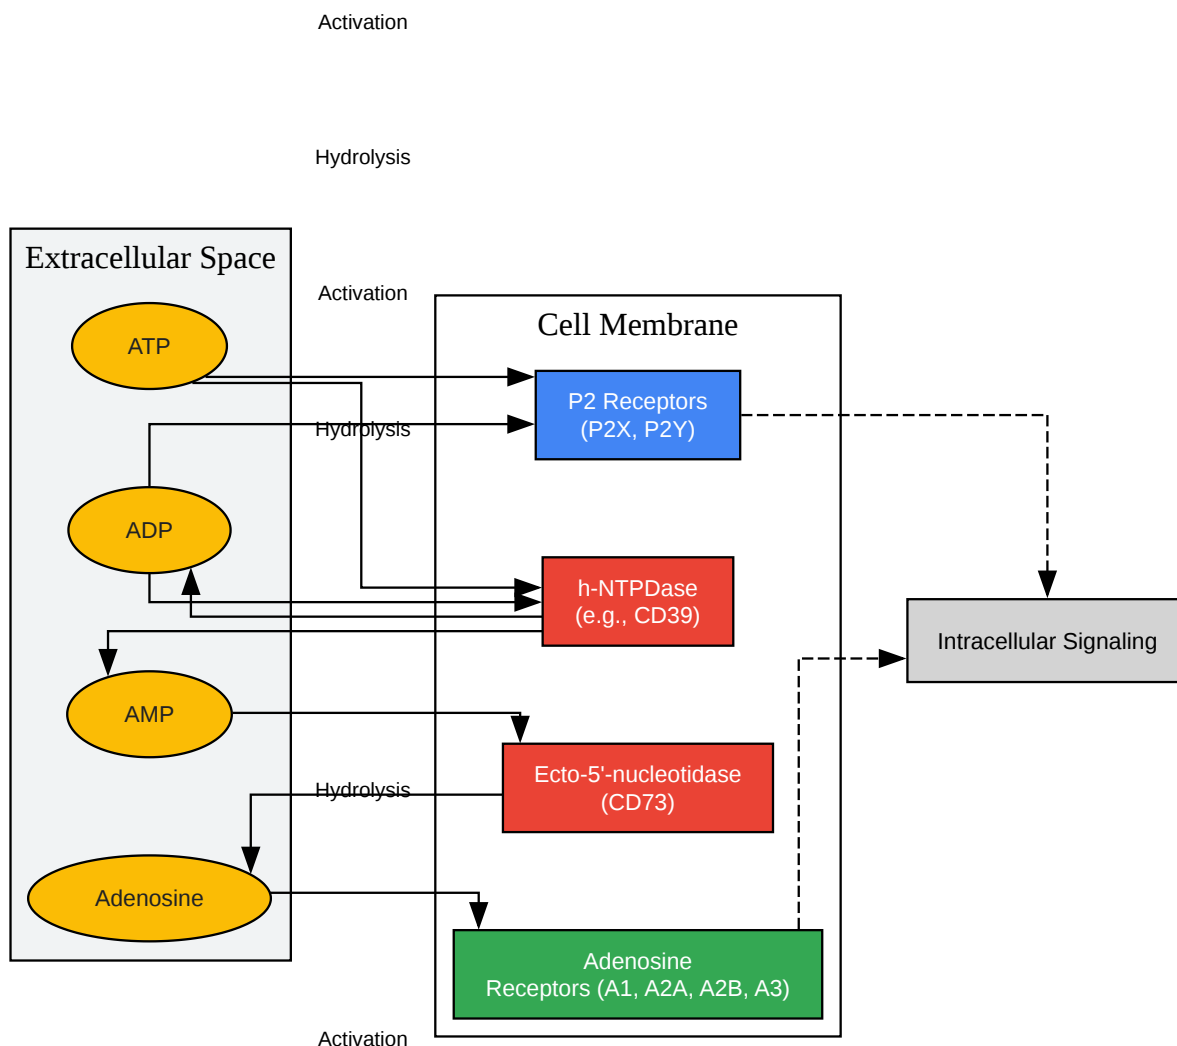 Activation
Hydrolysis
Extracellular Space
Activation
Cell Membrane
ATP
P2 Receptors
(P2X, P2Y)
Hydrolysis
ADP
h-NTPDase
(e.g., CD39)
Intracellular Signaling
AMP
Ecto-5'-nucleotidase
(CD73)
Hydrolysis
Adenosine
Adenosine
Receptors (A1, A2A, A2B, A3)
Activation